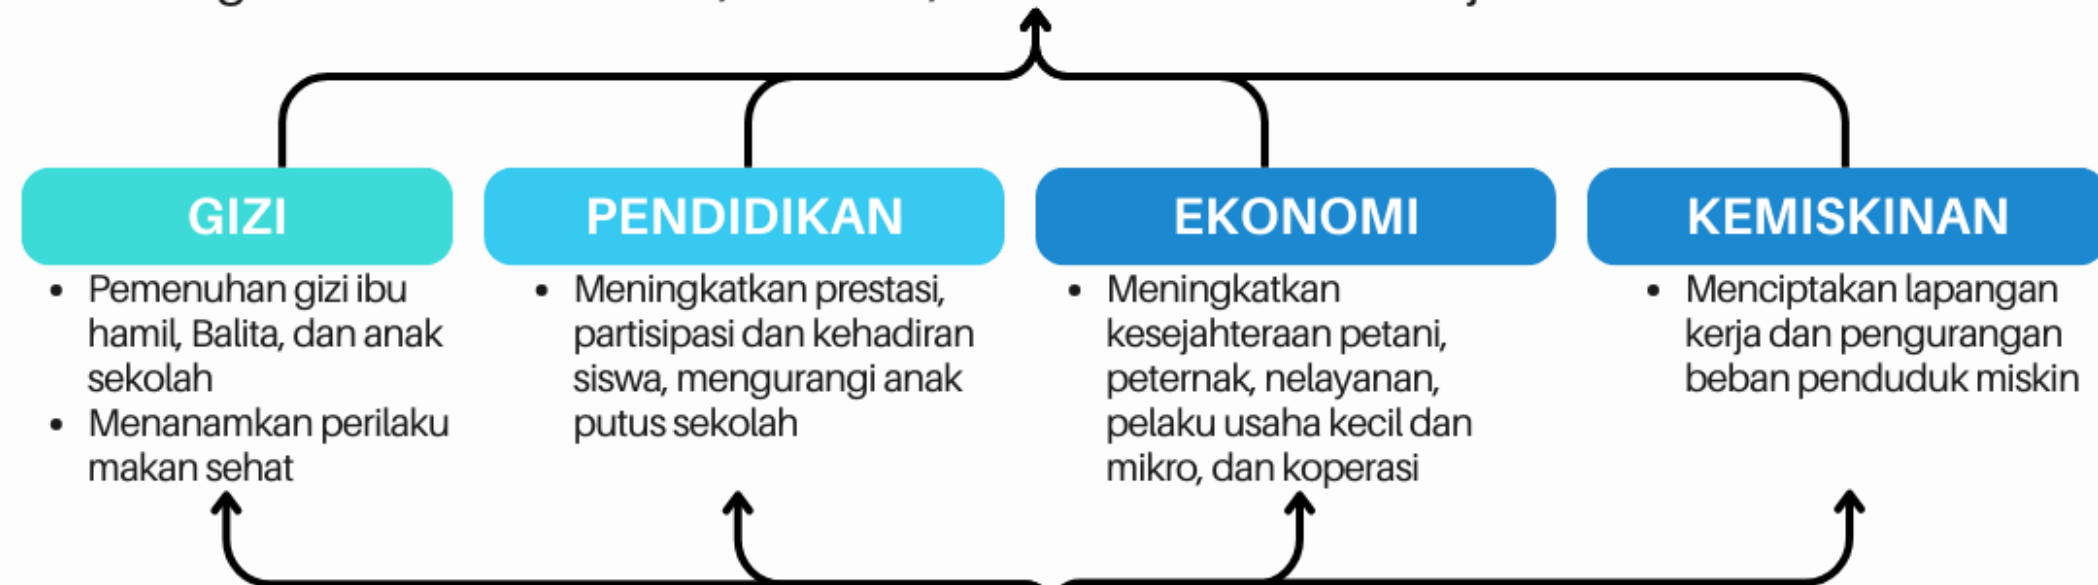 GIZI
Pemenuhan gizi ibu
hamil, Balita, dan anak
sekolah
Menanamkan perilaku
makan sehat
PENDIDIKAN
Meningkatkan prestasi,
partisipasi dan kehadiran
siswa, mengurangi anak
putus sekolah
EKONOMI
Meningkatkan
kesejahteraan petani,
peternak, nelayanan,
pelaku usaha kecil dan
mikro, dan koperasi
KEMISKINAN
Menciptakan lapangan
kerja dan pengurangan
beban penduduk miskin